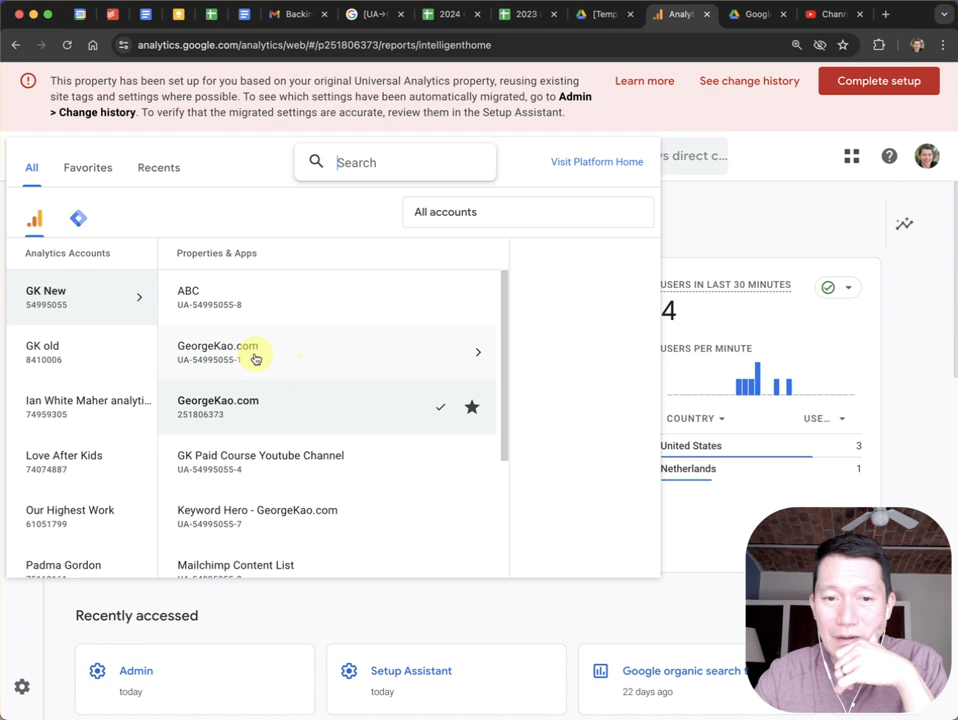 Backin
[UA->G
2024
2023
[Temp
Analyt
Google
Chann
analytics.google.com/analytics/web/#/p251806373/reports/intelligenthome
This property has been set up for you based on your original Universal Analytics property, reusing existing
site tags and settings where possible. To see which settings have been automatically migrated, go to Admin
> Change history. To verify that the migrated settings are accurate, review them in the Setup Assistant.
Learn more
See change history
Complete setup
All
Favorites
Recents
Search
Visit Platform Home
s direct c...
All accounts
Analytics Accounts
Properties & Apps
GK New
54995055
GK old
8410006
Ian White Maher analyti...
74959305
Love After Kids
74074887
Our Highest Work
61051799
Padma Gordon
ABC
UA-54995055-8
GeorgeKao.com
UA-54995055-1
GeorgeKao.com
251806373
GK Paid Course Youtube Channel
UA-54995055-4
Keyword Hero - GeorgeKao.com
UA-54995055-7
Mailchimp Content List
USERS IN LAST 30 MINUTES
4
USERS PER MINUTE
COUNTRY
USE...
United States
3
Netherlands
1
Recently accessed
Admin
today
Setup Assistant
today
Google organic search
22 days ago